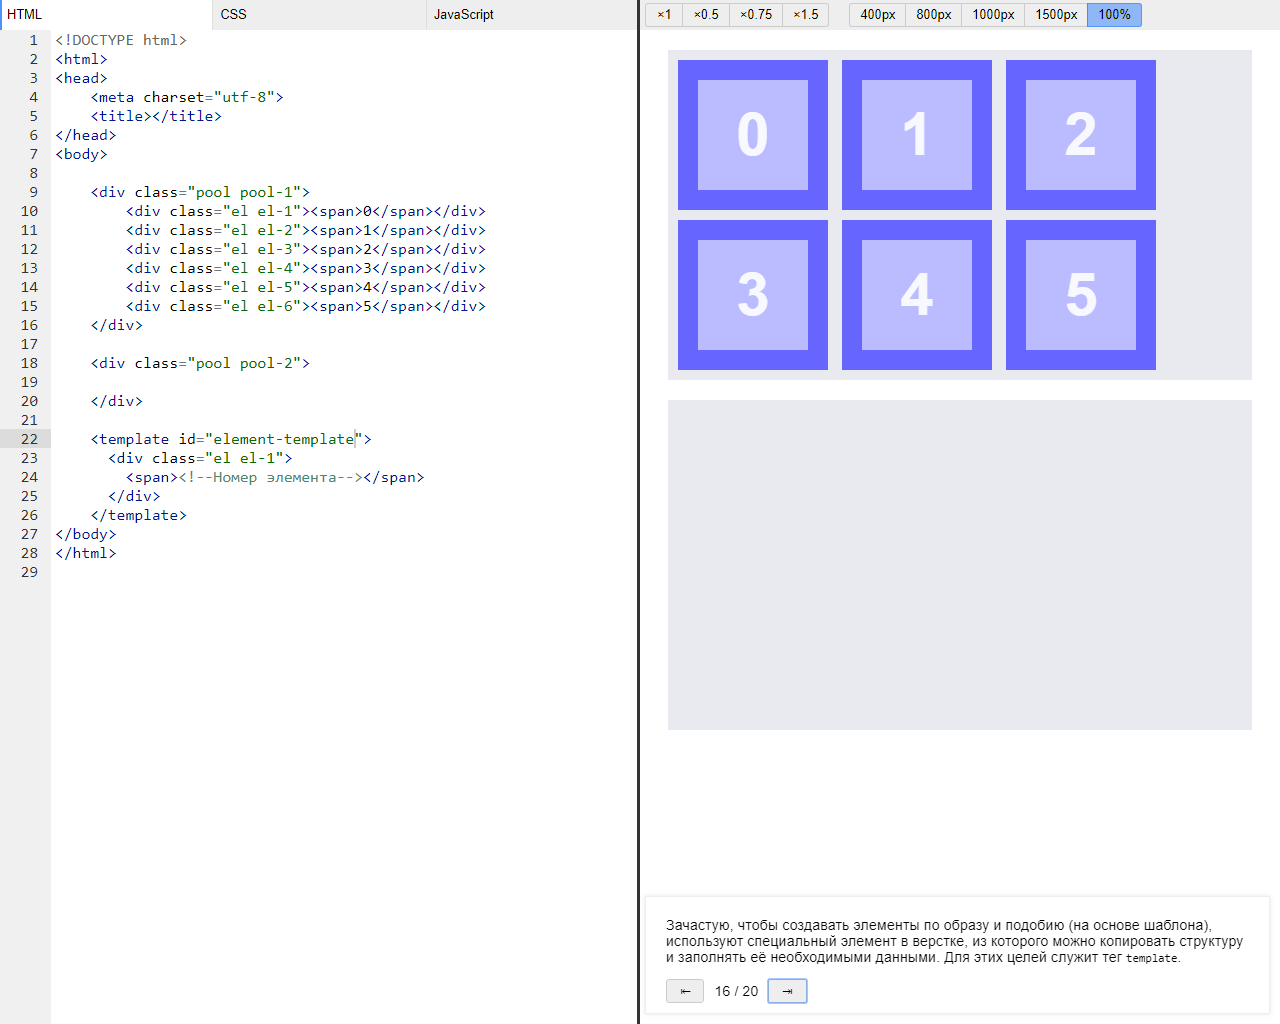 HTML CSS JavaScript
×1 ×0.5 ×0.75 ×1.5 400px 800px 1000px 1500px 100%
1 <!DOCTYPE html>
2 <html>
3 <head>
4 <meta charset="utf-8">
5 <title></title>
6 </head>
7 <body>
8
9 <div class="pool pool-1">
10 <div class="el el-1"><span>0</span></div>
11 <div class="el el-2"><span>1</span></div>
12 <div class="el el-3"><span>2</span></div>
13 <div class="el el-4"><span>3</span></div>
14 <div class="el el-5"><span>4</span></div>
15 <div class="el el-6"><span>5</span></div>
16 </div>
17
18 <div class="pool pool-2">
19
20 </div>
21
22 <template id="element-template">
23 <div class="el el-1">
24 <span><!--Номер элемента--></span>
25 </div>
26 </template>
27 </body>
28 </html>
29
0 1 2
3 4 5
Зачастую, чтобы создавать элементы по образу и подобию (на основе шаблона),
используют специальный элемент в верстке, из которого можно копировать структуру
и заполнять её необходимыми данными. Для этих целей служит тег template.
⇤ 16 / 20 ⇥